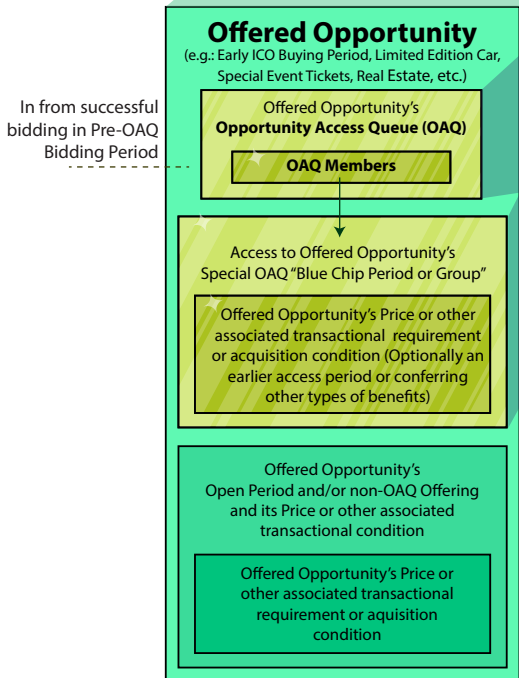 Offered Opportunity
(e.g.: Early ICO Buying Period, Limited Edition Car,
Special Event Tickets, Real Estate, etc.)
In from successful
bidding in Pre-OAQ
Bidding Period
Offered Opportunity's
Opportunity Access Queue (OAQ)
OAQ Members
Access to Offered Opportunity's
Special OAQ "Blue Chip Period or Group"
Offered Opportunity's Price or other
associated transactional requirement
or acquisition condition (Optionally an
earlier access period or conferring
other types of benefits)
Offered Opportunity's
Open Period and/or non-OAQ Offering
and its Price or other associated
transactional condition
Offered Opportunity's Price or
other associated transactional
requirement or aquisition
condition